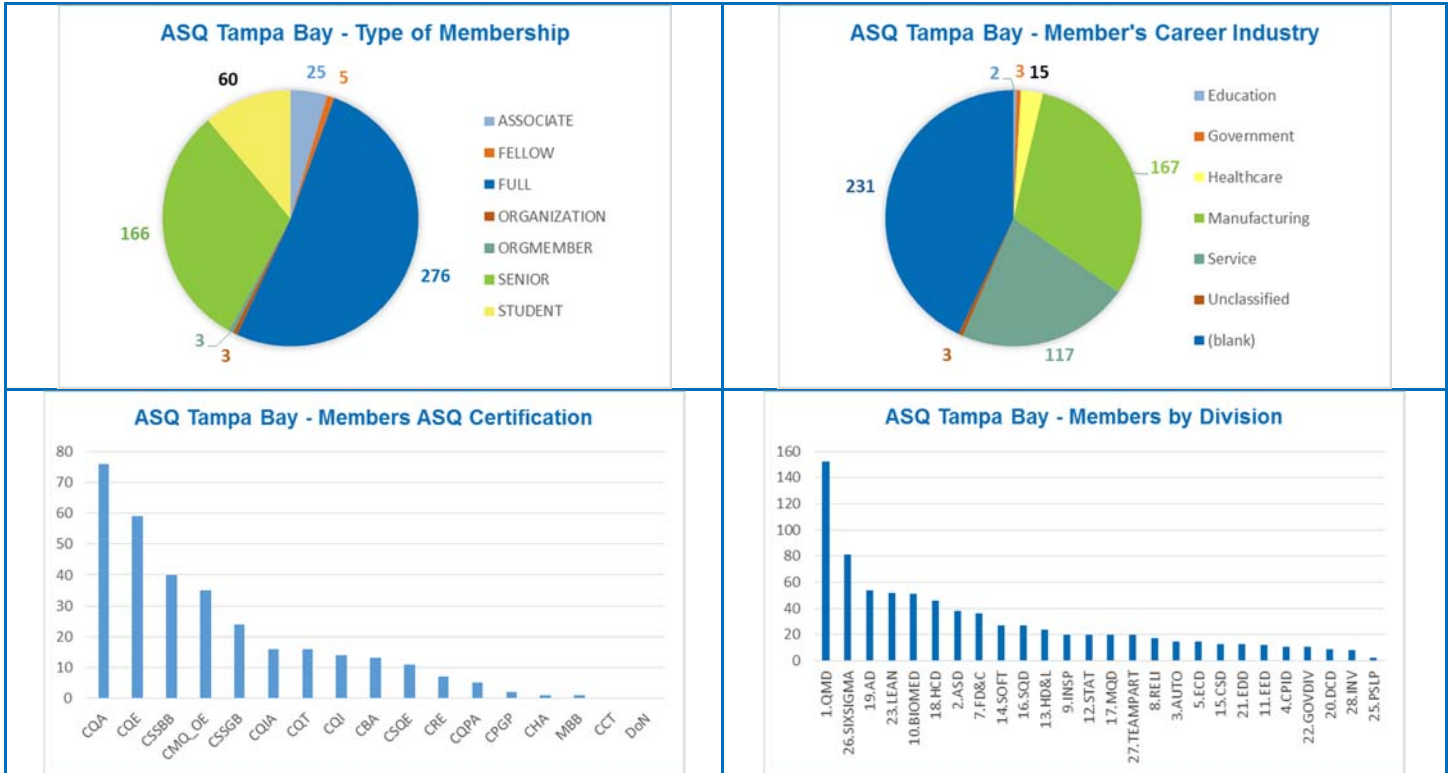 ASQ Tampa Bay - Type of Membership
60
25
5
166
276
3
3
ASSOCIATE
FELLOW
FULL
ORGANIZATION
ORGMEMBER
SENIOR
STUDENT
ASQ Tampa Bay - Member's Career Industry
2
3
15
167
231
3
117
Education
Government
Healthcare
Manufacturing
Service
Unclassified
(blank)
ASQ Tampa Bay - Members ASQ Certification
80
70
60
50
40
30
20
10
0
CQA
CQE
CSSBB
CMQ_OE
CSSGB
CQIA
CQT
CQI
CBA
CSQE
CRE
CQPA
CPGP
CHA
MBB
CCT
DoN
ASQ Tampa Bay - Members by Division
160
140
120
100
80
60
40
20
0
1.QMD
26.SIXSIGMA
19.AD
23.LEAN
10.BIOMED
18.HCD
2.ASD
7.FD&C
14.SOFT
16.SQD
13.HD&L
9.INSP
12.STAT
17.MQD
27.TEAMPART
8.RELI
3.AUTO
5.ECD
15.CSD
21.EDD
11.EED
4.CPID
22.GOVDIV
20.DCD
28.INV
25.PSLP